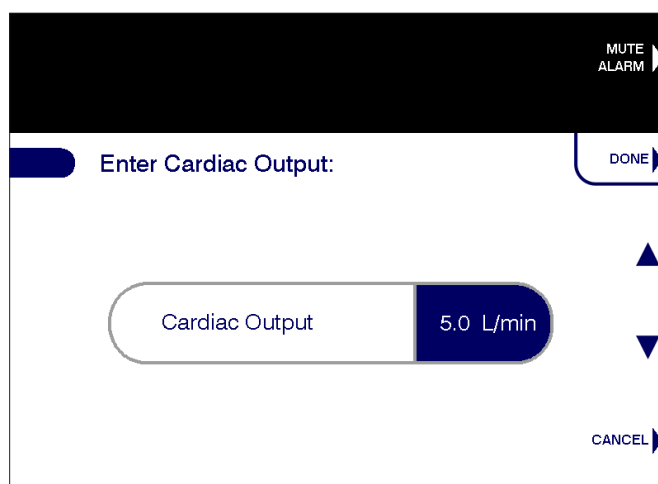 MUTE
ALARM
Enter Cardiac Output:
DONE
Cardiac Output
5.0 L/min
CANCEL